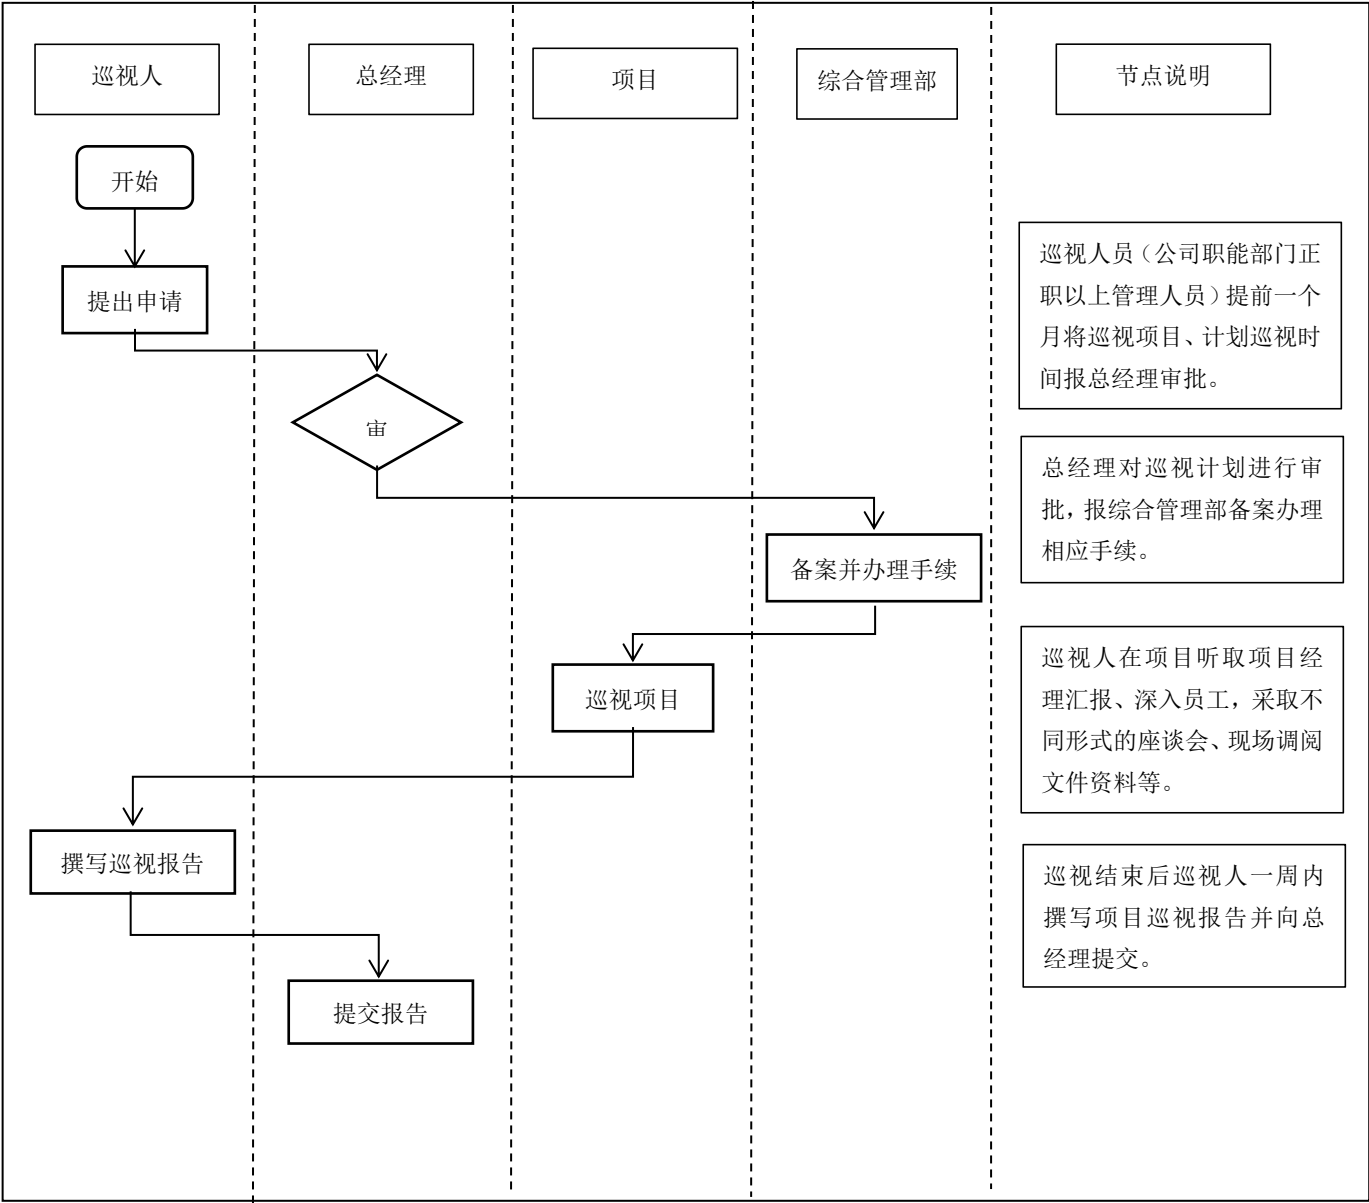 巡视人
总经理
项目
综合管理部
节点说明
开始
提出申请
审
备案并办理手续
巡视项目
撰写巡视报告
提交报告
巡视人员（公司职能部门正
职以上管理人员）提前一个
月将巡视项目、计划巡视时
间报总经理审批。
总经理对巡视计划进行审
批，报综合管理部备案办理
相应手续。
巡视人在项目听取项目经
理汇报、深入员工，采取不
同形式的座谈会、现场调阅
文件资料等。
巡视结束后巡视人一周内
撰写项目巡视报告并向总
经理提交。